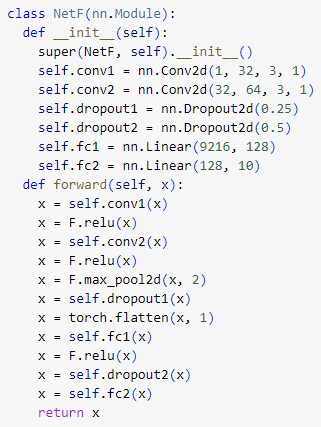 class NetF(nn.Module):
  def __init__(self):
    super(NetF, self).__init__()
    self.conv1 = nn.Conv2d(1, 32, 3, 1)
    self.conv2 = nn.Conv2d(32, 64, 3, 1)
    self.dropout1 = nn.Dropout2d(0.25)
    self.dropout2 = nn.Dropout2d(0.5)
    self.fc1 = nn.Linear(9216, 128)
    self.fc2 = nn.Linear(128, 10)
  def forward(self, x):
    x = self.conv1(x)
    x = F.relu(x)
    x = self.conv2(x)
    x = F.relu(x)
    x = F.max_pool2d(x, 2)
    x = self.dropout1(x)
    x = torch.flatten(x, 1)
    x = self.fc1(x)
    x = F.relu(x)
    x = self.dropout2(x)
    x = self.fc2(x)
    return x